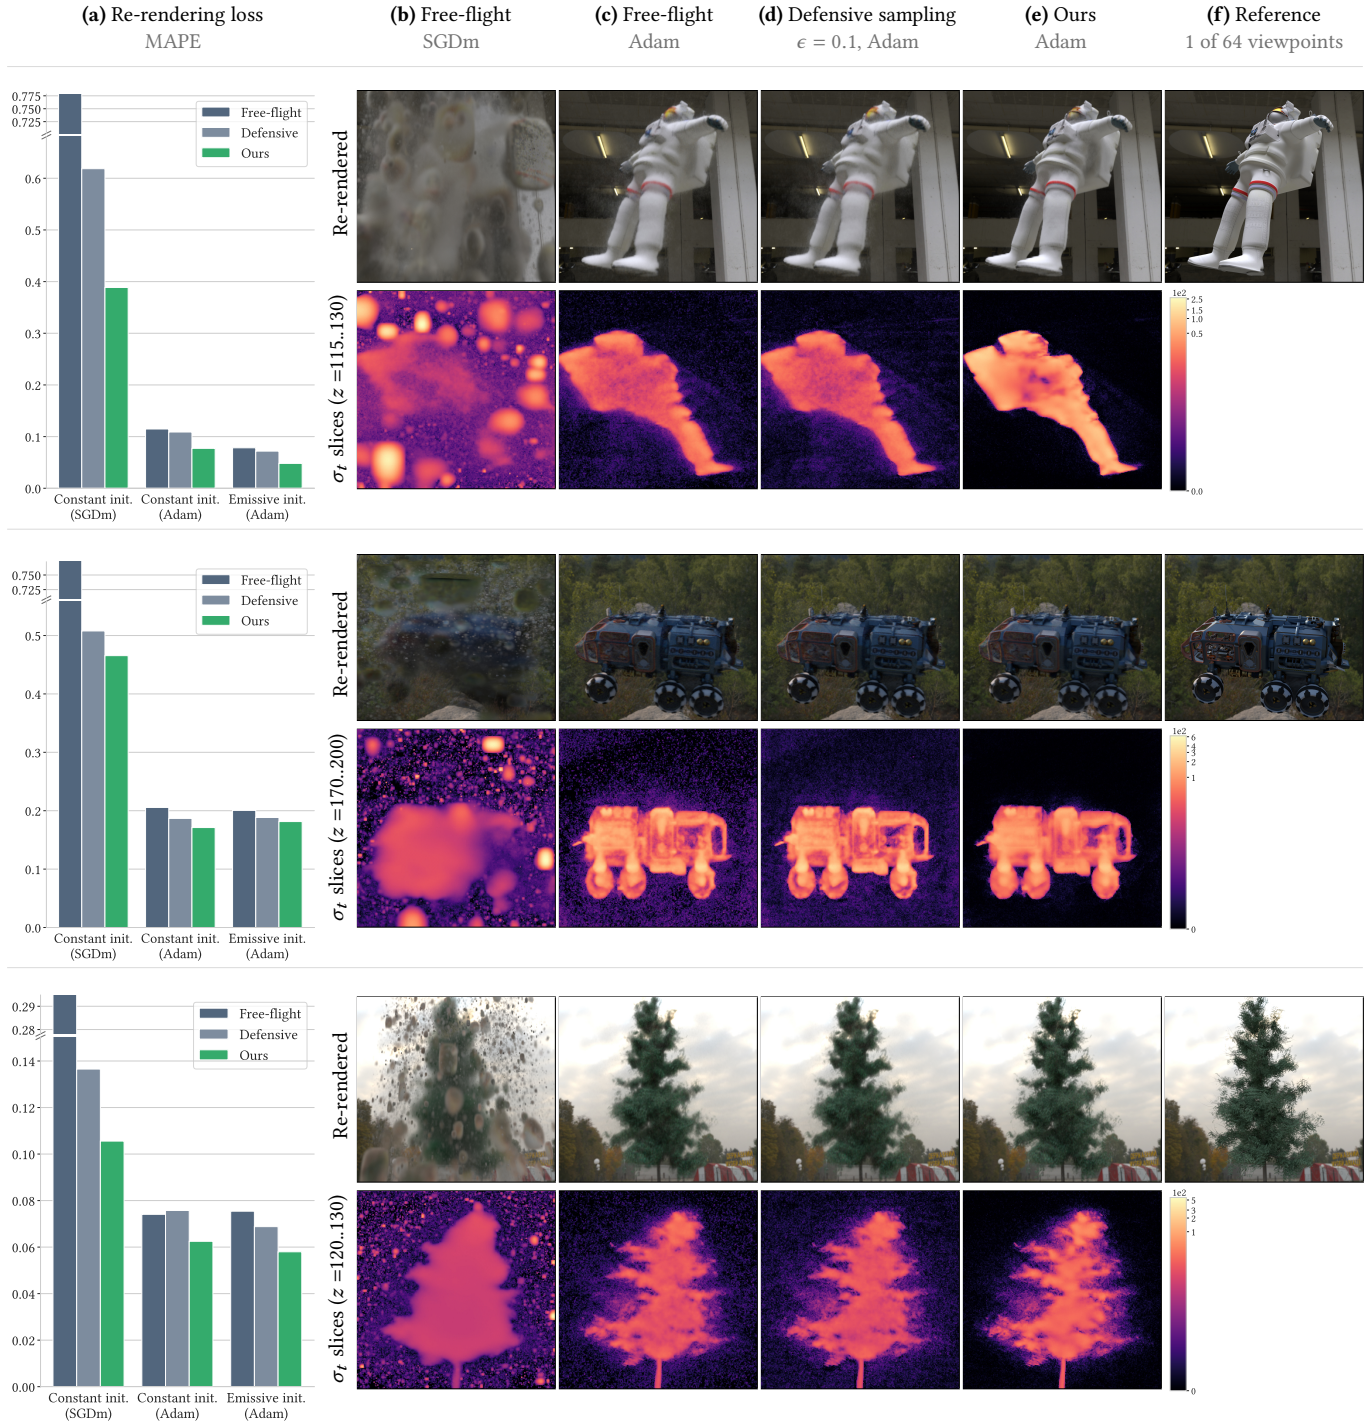 (a) Re-rendering loss
MAPE
(b) Free-flight
SGDm
(c) Free-flight
Adam
(d) Defensive sampling
ϵ = 0.1, Adam
(e) Ours
Adam
(f) Reference
1 of 64 viewpoints
0.775
0.750
0.725
0.6
0.5
0.4
0.3
0.2
0.1
0.0
Free-flight
Defensive
Ours
Constant init.
(SGDm)
Constant init.
(Adam)
Emissive init.
(Adam)
Re-rendered
σt slices (z =115..130)
1e2
2.5
1.5
1.0
0.5
0.0
0.750
0.725
0.5
0.4
0.3
0.2
0.1
0.0
Free-flight
Defensive
Ours
Constant init.
(SGDm)
Constant init.
(Adam)
Emissive init.
(Adam)
Re-rendered
σt slices (z =170..200)
1e2
6
4
3
2
1
0
0.29
0.28
0.14
0.12
0.10
0.08
0.06
0.04
0.02
0.00
Free-flight
Defensive
Ours
Constant init.
(SGDm)
Constant init.
(Adam)
Emissive init.
(Adam)
Re-rendered
σt slices (z =120..130)
1e2
5
3
2
1
0